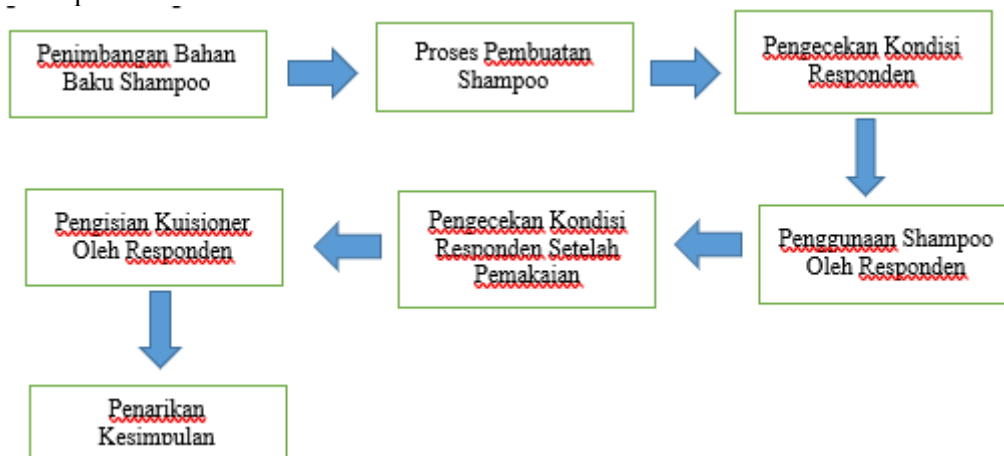 Penimbangan Bahan
Baku Shampoo
Proses Pembuatan
Shampoo
Pengecekan Kondisi
Responden
Penggunaan Shampoo
Oleh Responden
Pengecekan Kondisi
Responden Setelah
Pemakaian
Pengisian Kuisioner
Oleh Responden
Penarikan
Kesimpulan